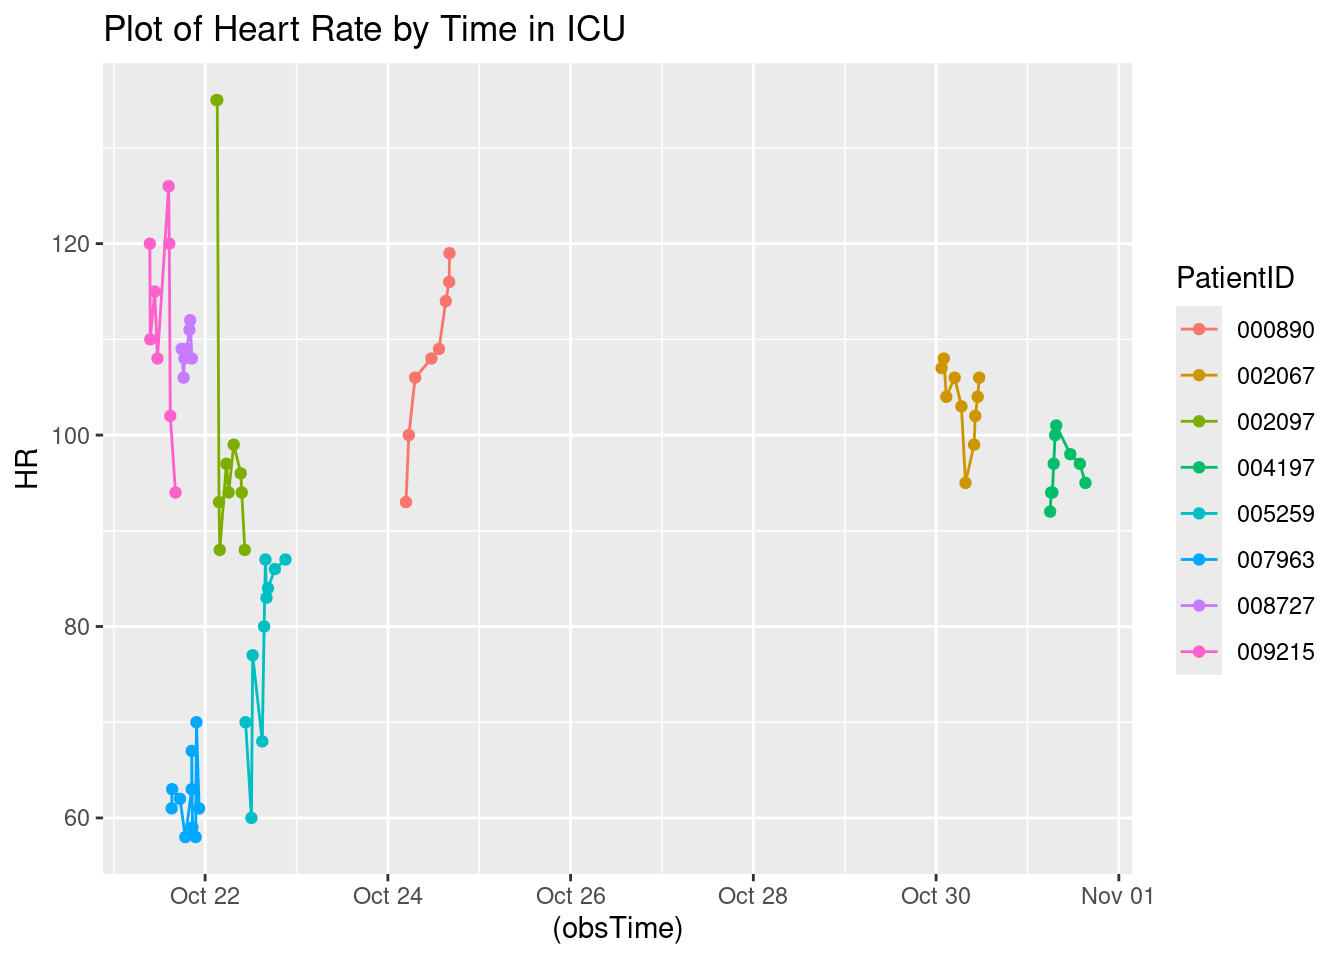 Plot of Heart Rate by Time in ICU
HR
120
100
80
60
Oct 22
Oct 24
Oct 26
Oct 28
Oct 30
Nov 01
(obsTime)
PatientID
000890
002067
002097
004197
005259
007963
008727
009215